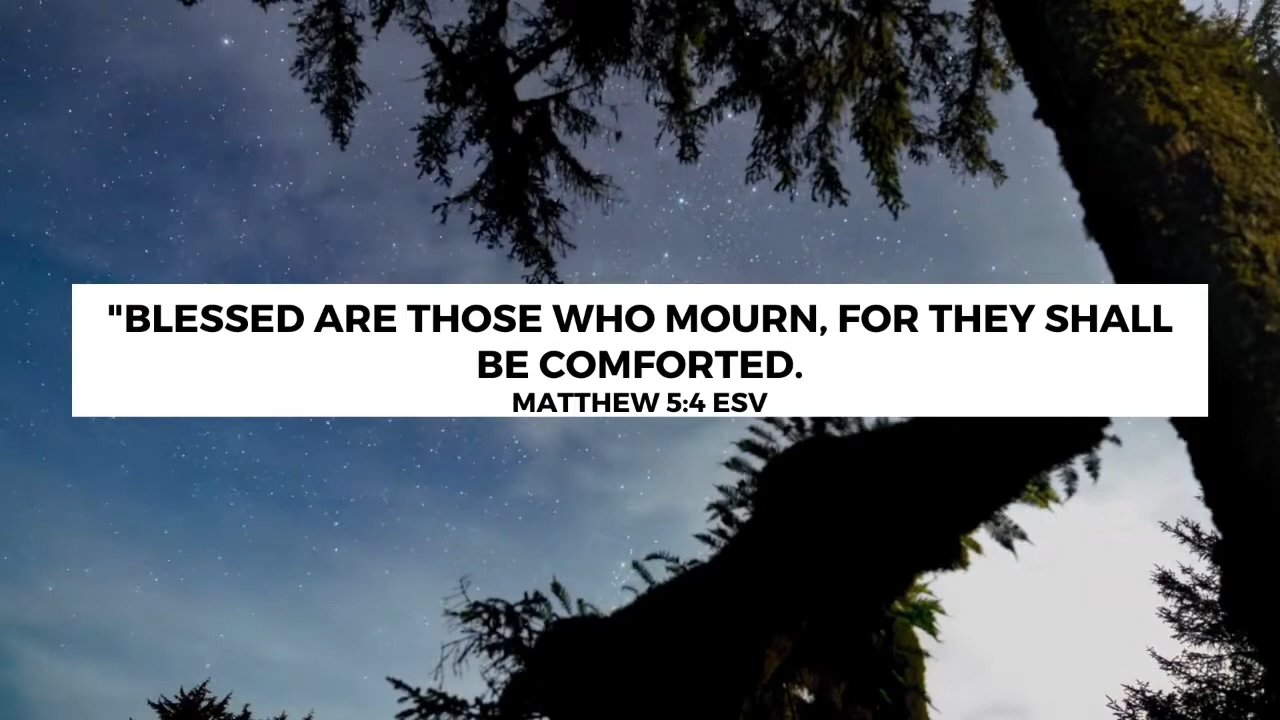 "BLESSED ARE THOSE WHO MOURN, FOR THEY SHALL
BE COMFORTED.
MATTHEW 5:4 ESV